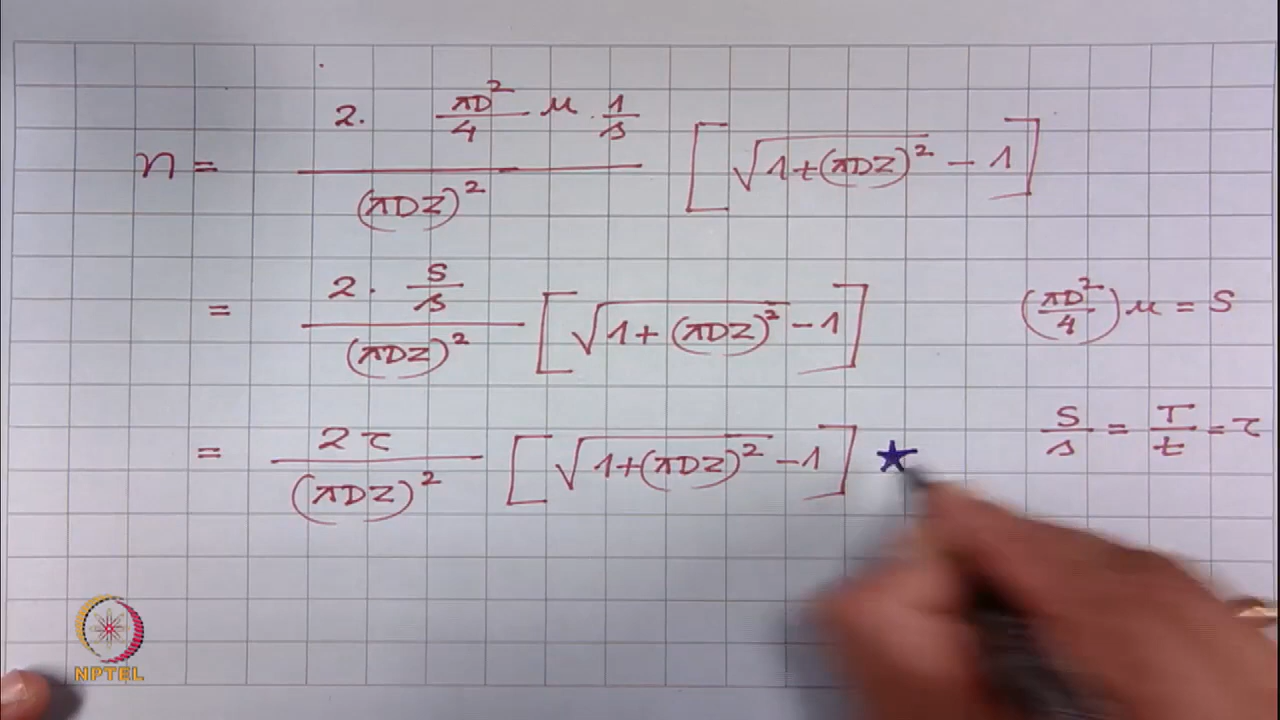 n = 2 · πD²/4 μ · 1/s / (πDZ)² [√(1+(πDZ)²) − 1]
= 2 · S/s / (πDZ)² [√(1+(πDZ)²) − 1]
(πD²/4) μ = S
= 2τ / (πDZ)² [√(1+(πDZ)²) − 1] ★
S/s = T/t = τ
NPTEL